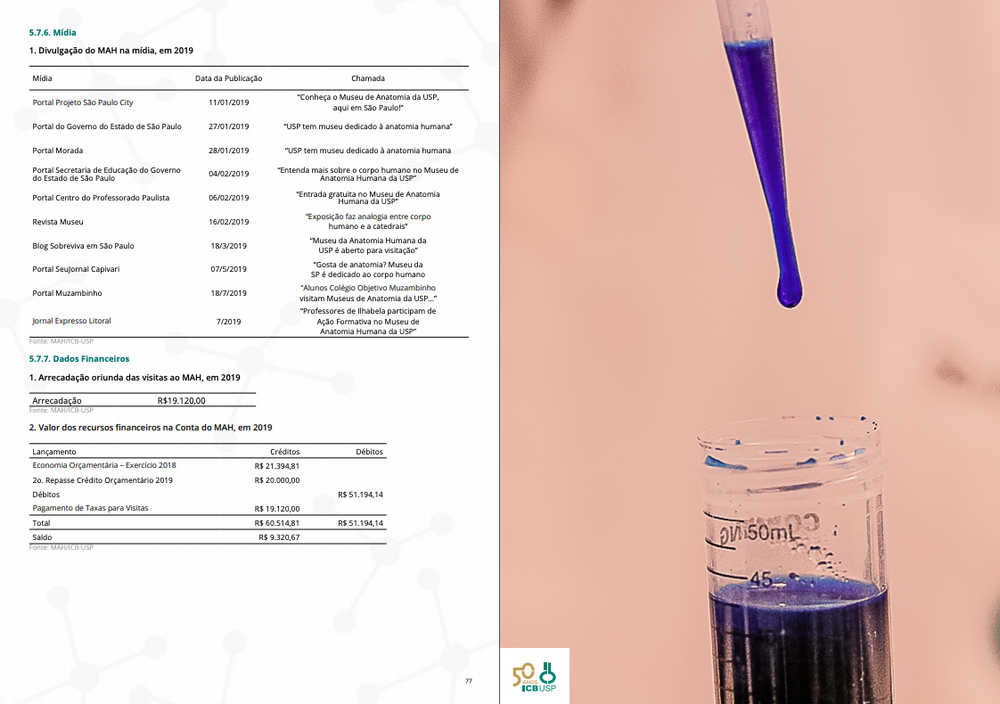 5.7.6. Mídia
1. Divulgação do MAH na mídia, em 2019
Mídia Data da Publicação Chamada
Portal Projeto São Paulo City 11/01/2019 “Conheça o Museu de Anatomia da USP,
aqui em São Paulo!”
Portal do Governo do Estado de São Paulo 27/01/2019 “USP tem museu dedicado à anatomia humana”
Portal Morada 28/01/2019 “USP tem museu dedicado à anatomia humana
Portal Secretaria de Educação do Governo
do Estado de São Paulo 04/02/2019 “Entenda mais sobre o corpo humano no Museu de
Anatomia Humana da USP”
Portal Centro do Professorado Paulista 06/02/2019 “Entrada gratuita no Museu de Anatomia
Humana da USP”
Revista Museu 16/02/2019 “Exposição faz analogia entre corpo
humano e a catedrais”
Blog Sobreviva em São Paulo 18/3/2019 “Museu da Anatomia Humana da
USP é aberto para visitação”
Portal SeuJornal Capivari 07/5/2019 “Gosta de anatomia? Museu da
SP é dedicado ao corpo humano
Portal Muzambinho 18/7/2019 “Alunos Colégio Objetivo Muzambinho
visitam Museus de Anatomia da USP...”
Jornal Expresso Litoral 7/2019 “Professores de Ilhabela participam de
Ação Formativa no Museu de
Anatomia Humana da USP”
Fonte: MAH/ICB-USP
5.7.7. Dados Financeiros
1. Arrecadação oriunda das visitas ao MAH, em 2019
Arrecadação R$19.120,00
Fonte: MAH/ICB-USP
2. Valor dos recursos financeiros na Conta do MAH, em 2019
Lançamento Créditos Débitos
Economia Orçamentária – Exercício 2018 R$ 21.394,81
2o. Repasse Crédito Orçamentário 2019 R$ 20.000,00
Débitos R$ 51.194,14
Pagamento de Taxas para Visitas R$ 19.120,00
Total R$ 60.514,81 R$ 51.194,14
Saldo R$ 9.320,67
Fonte: MAH/ICB-USP
77
50mL
45
50
ANOS
ICBUSP